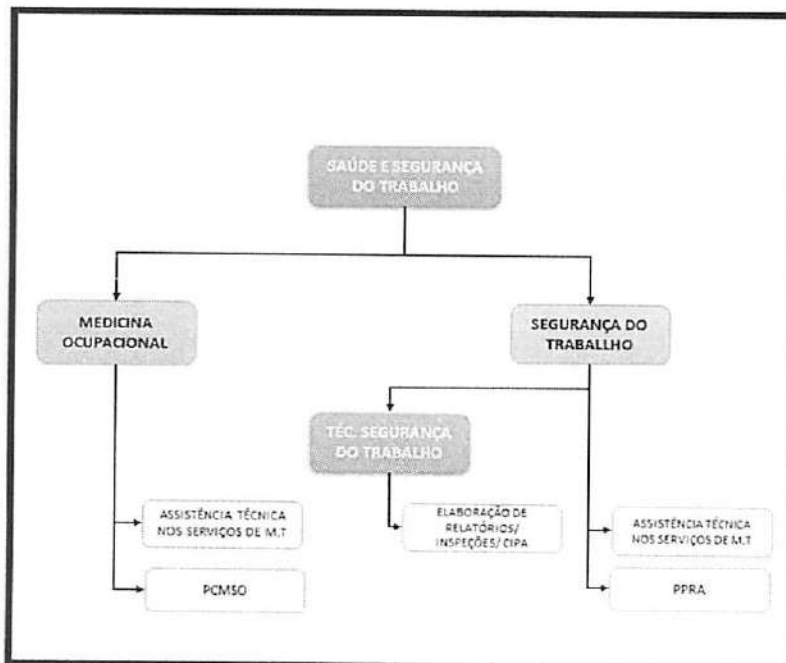 SAÚDE E SEGURANÇA
DO TRABALHO
MEDICINA
OCUPACIONAL
SEGURANÇA DO
TRABALLHO
TÉC. SEGURANÇA
DO TRABALHO
ASSISTÊNCIA TÉCNICA
NOS SERVIÇOS DE M.T
ELABORAÇÃO DE
RELATÓRIOS/
INSPEÇÕES/ CIPA
ASSISTÊNCIA TÉCNICA
NOS SERVIÇOS DE M.T
PCMSO
PPRA